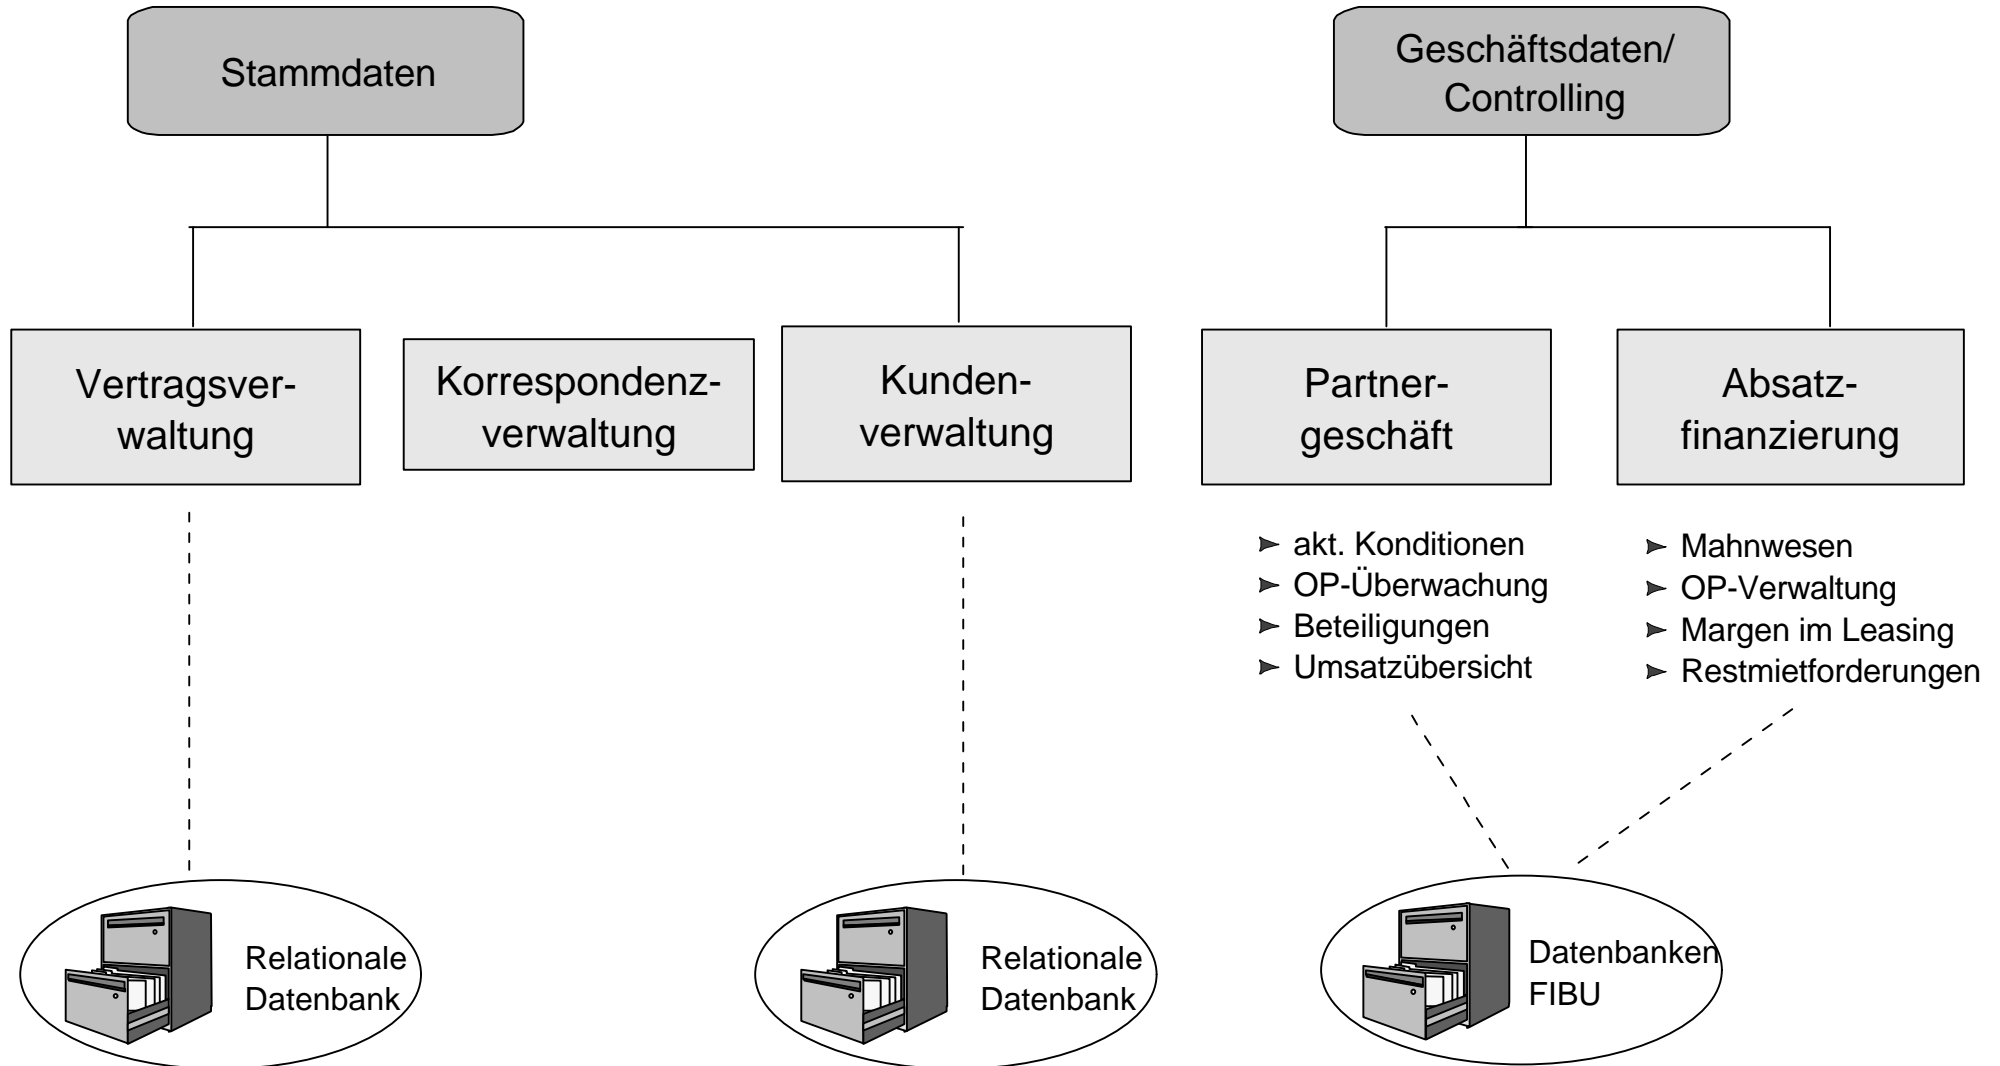 Stammdaten
Geschäftsdaten/
Controlling
Vertragsver-
waltung
Korrespondenz-
verwaltung
Kunden-
verwaltung
Partner-
geschäft
Absatz-
finanzierung
➤ akt. Konditionen
➤ OP-Überwachung
➤ Beteiligungen
➤ Umsatzübersicht
➤ Mahnwesen
➤ OP-Verwaltung
➤ Margen im Leasing
➤ Restmietforderungen
Relationale
Datenbank
Relationale
Datenbank
Datenbanken
FIBU